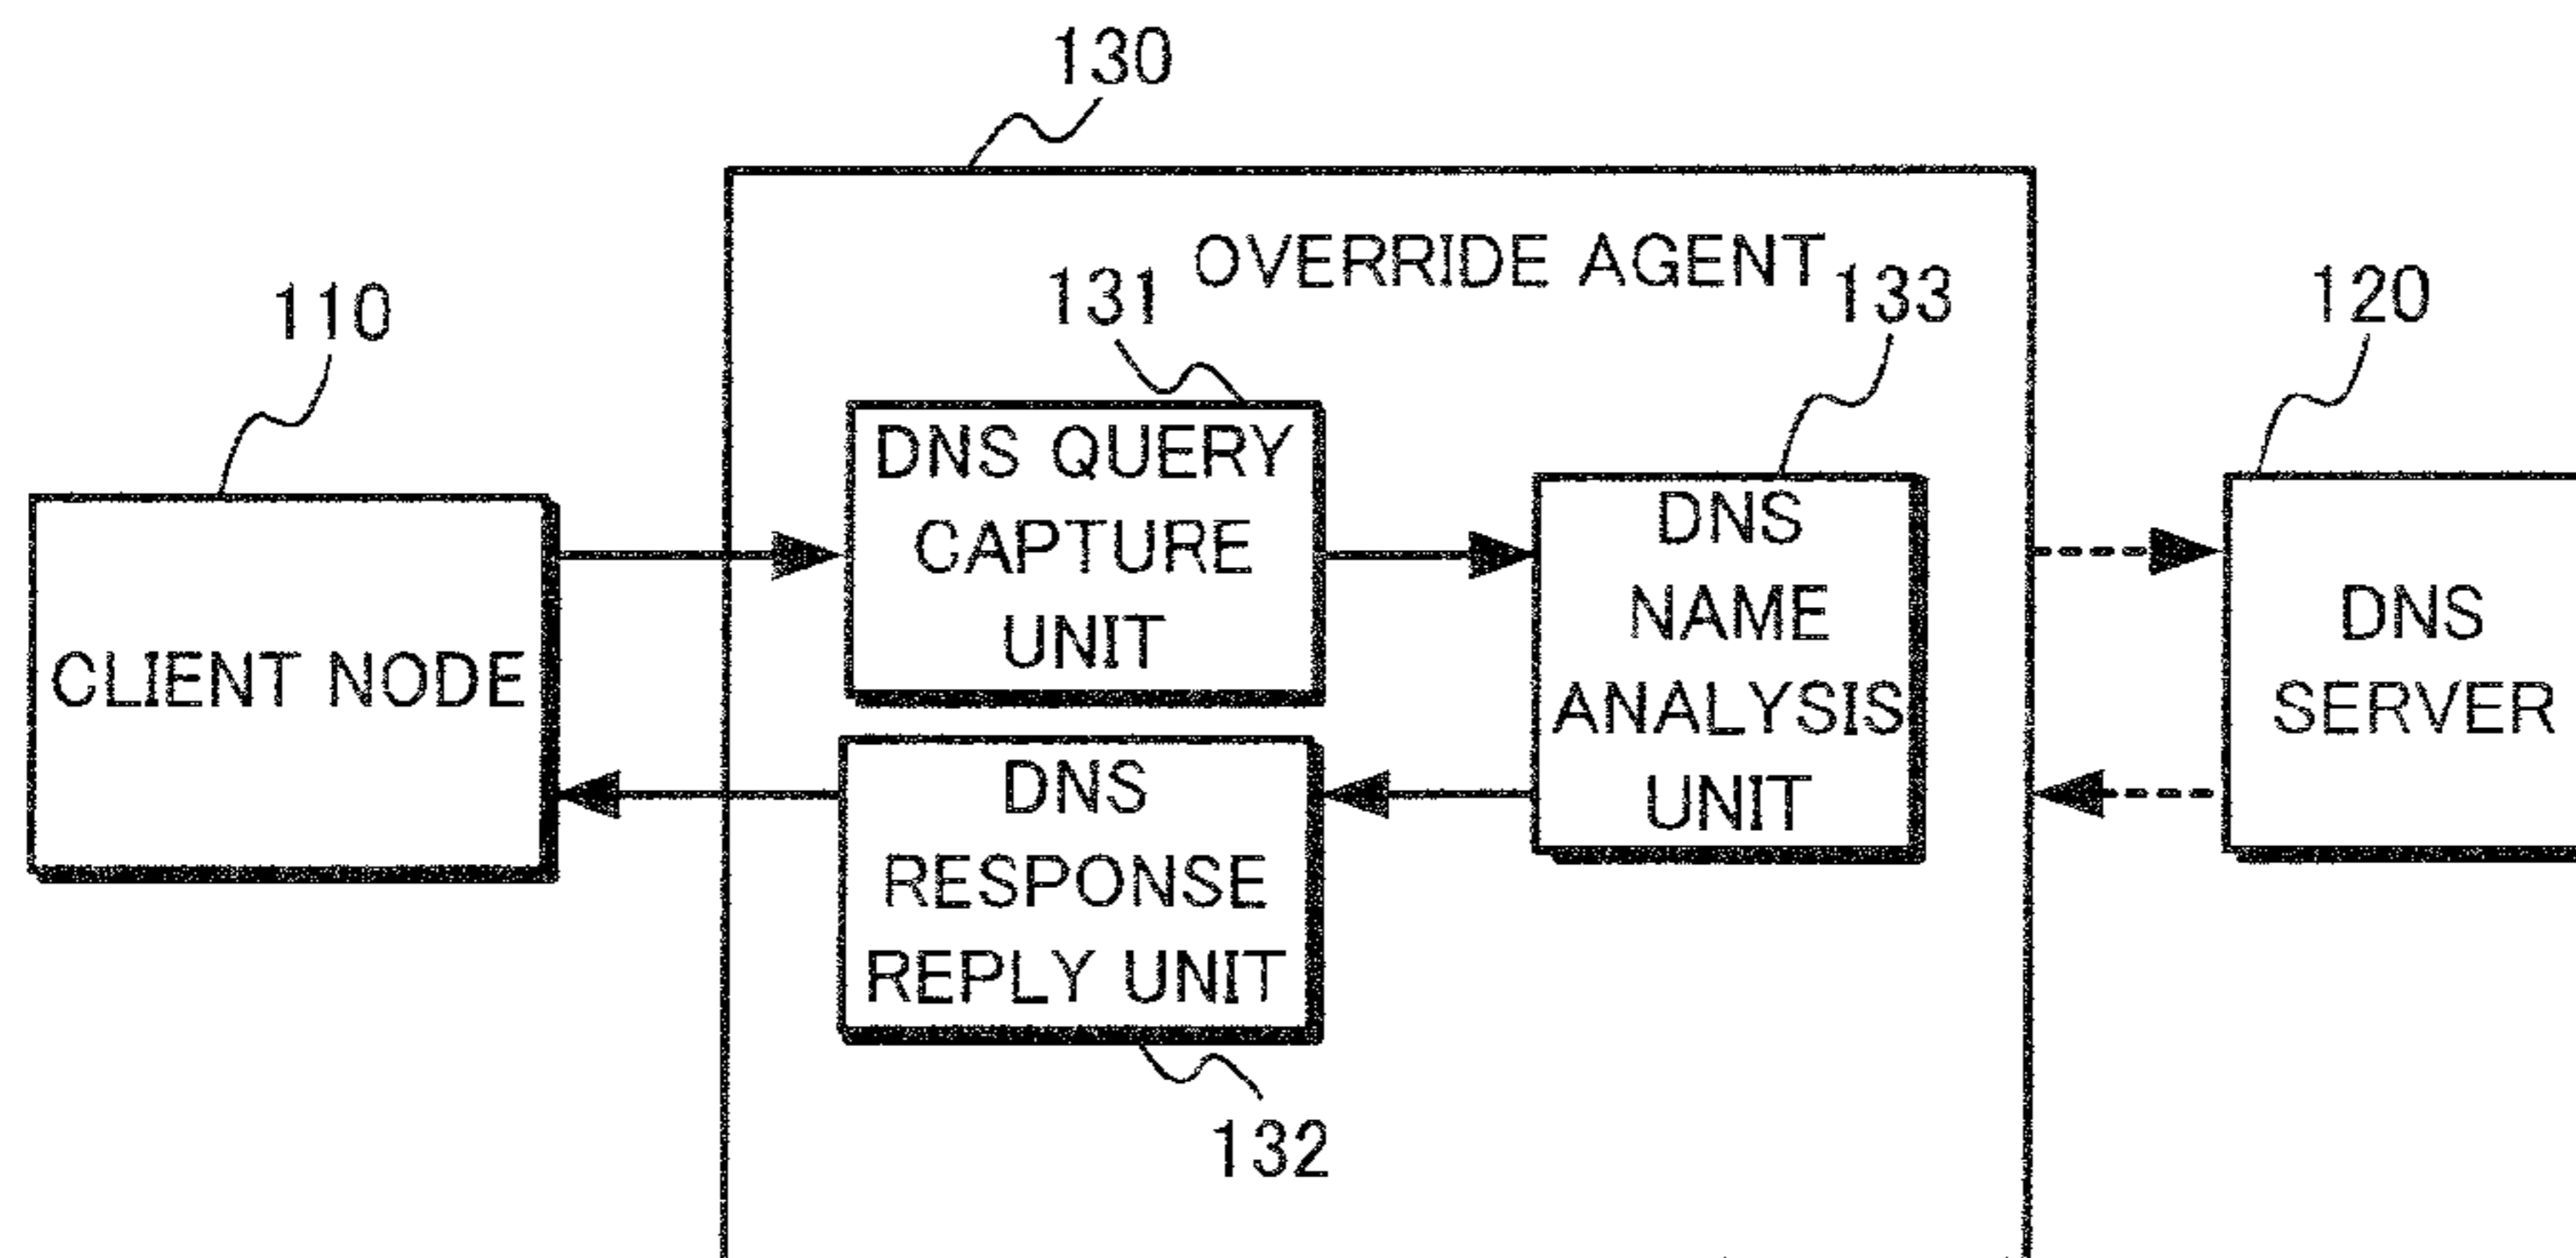 130
OVERRIDE AGENT
110
131
133
120
CLIENT NODE
DNS QUERY
CAPTURE
UNIT
DNS
NAME
ANALYSIS
UNIT
DNS
SERVER
DNS
RESPONSE
REPLY UNIT
132